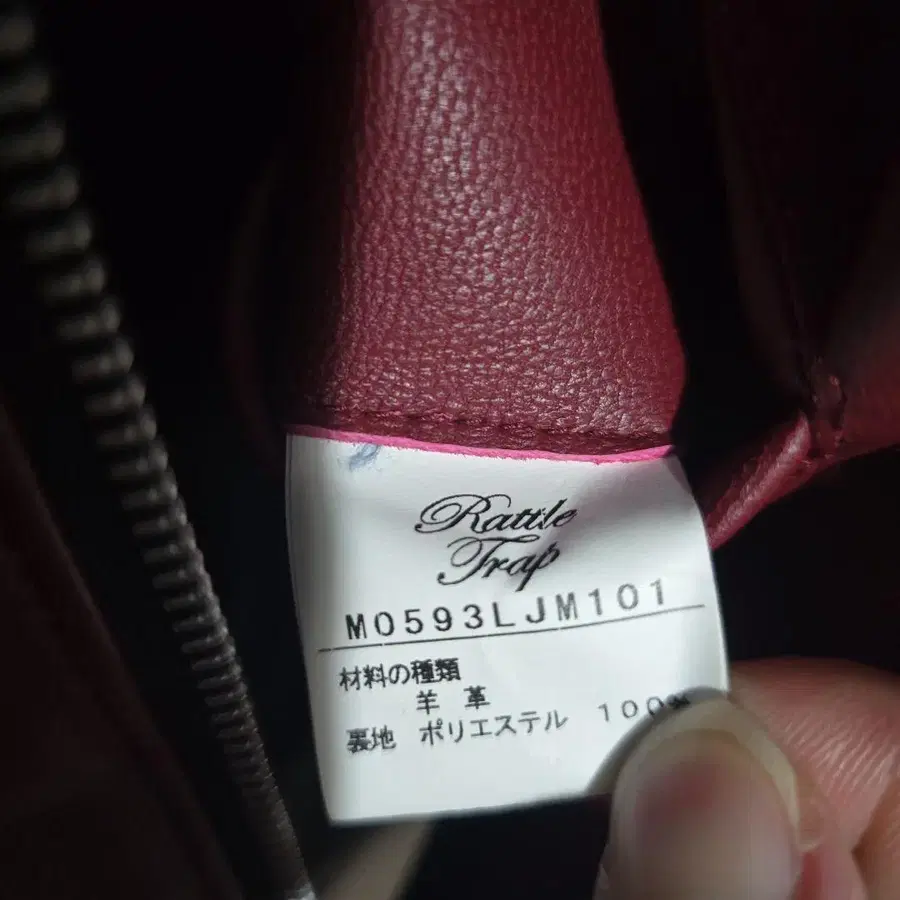 Rattle
Trap
M0593LJM101
材料の種類
羊 革
裏地 ポリエステル 100%